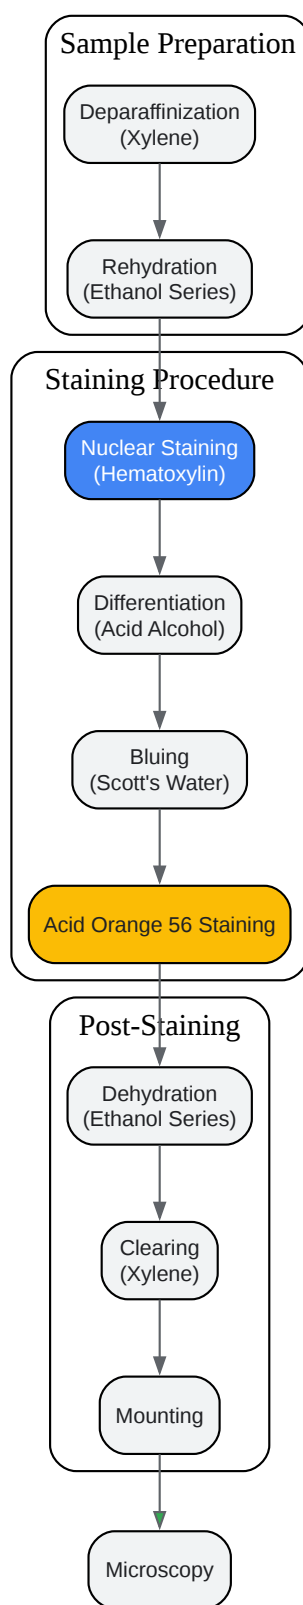 Sample Preparation
Deparaffinization
(Xylene)
Rehydration
(Ethanol Series)
Staining Procedure
Nuclear Staining
(Hematoxylin)
Differentiation
(Acid Alcohol)
Bluing
(Scott's Water)
Acid Orange 56 Staining
Post-Staining
Dehydration
(Ethanol Series)
Clearing
(Xylene)
Mounting
Microscopy